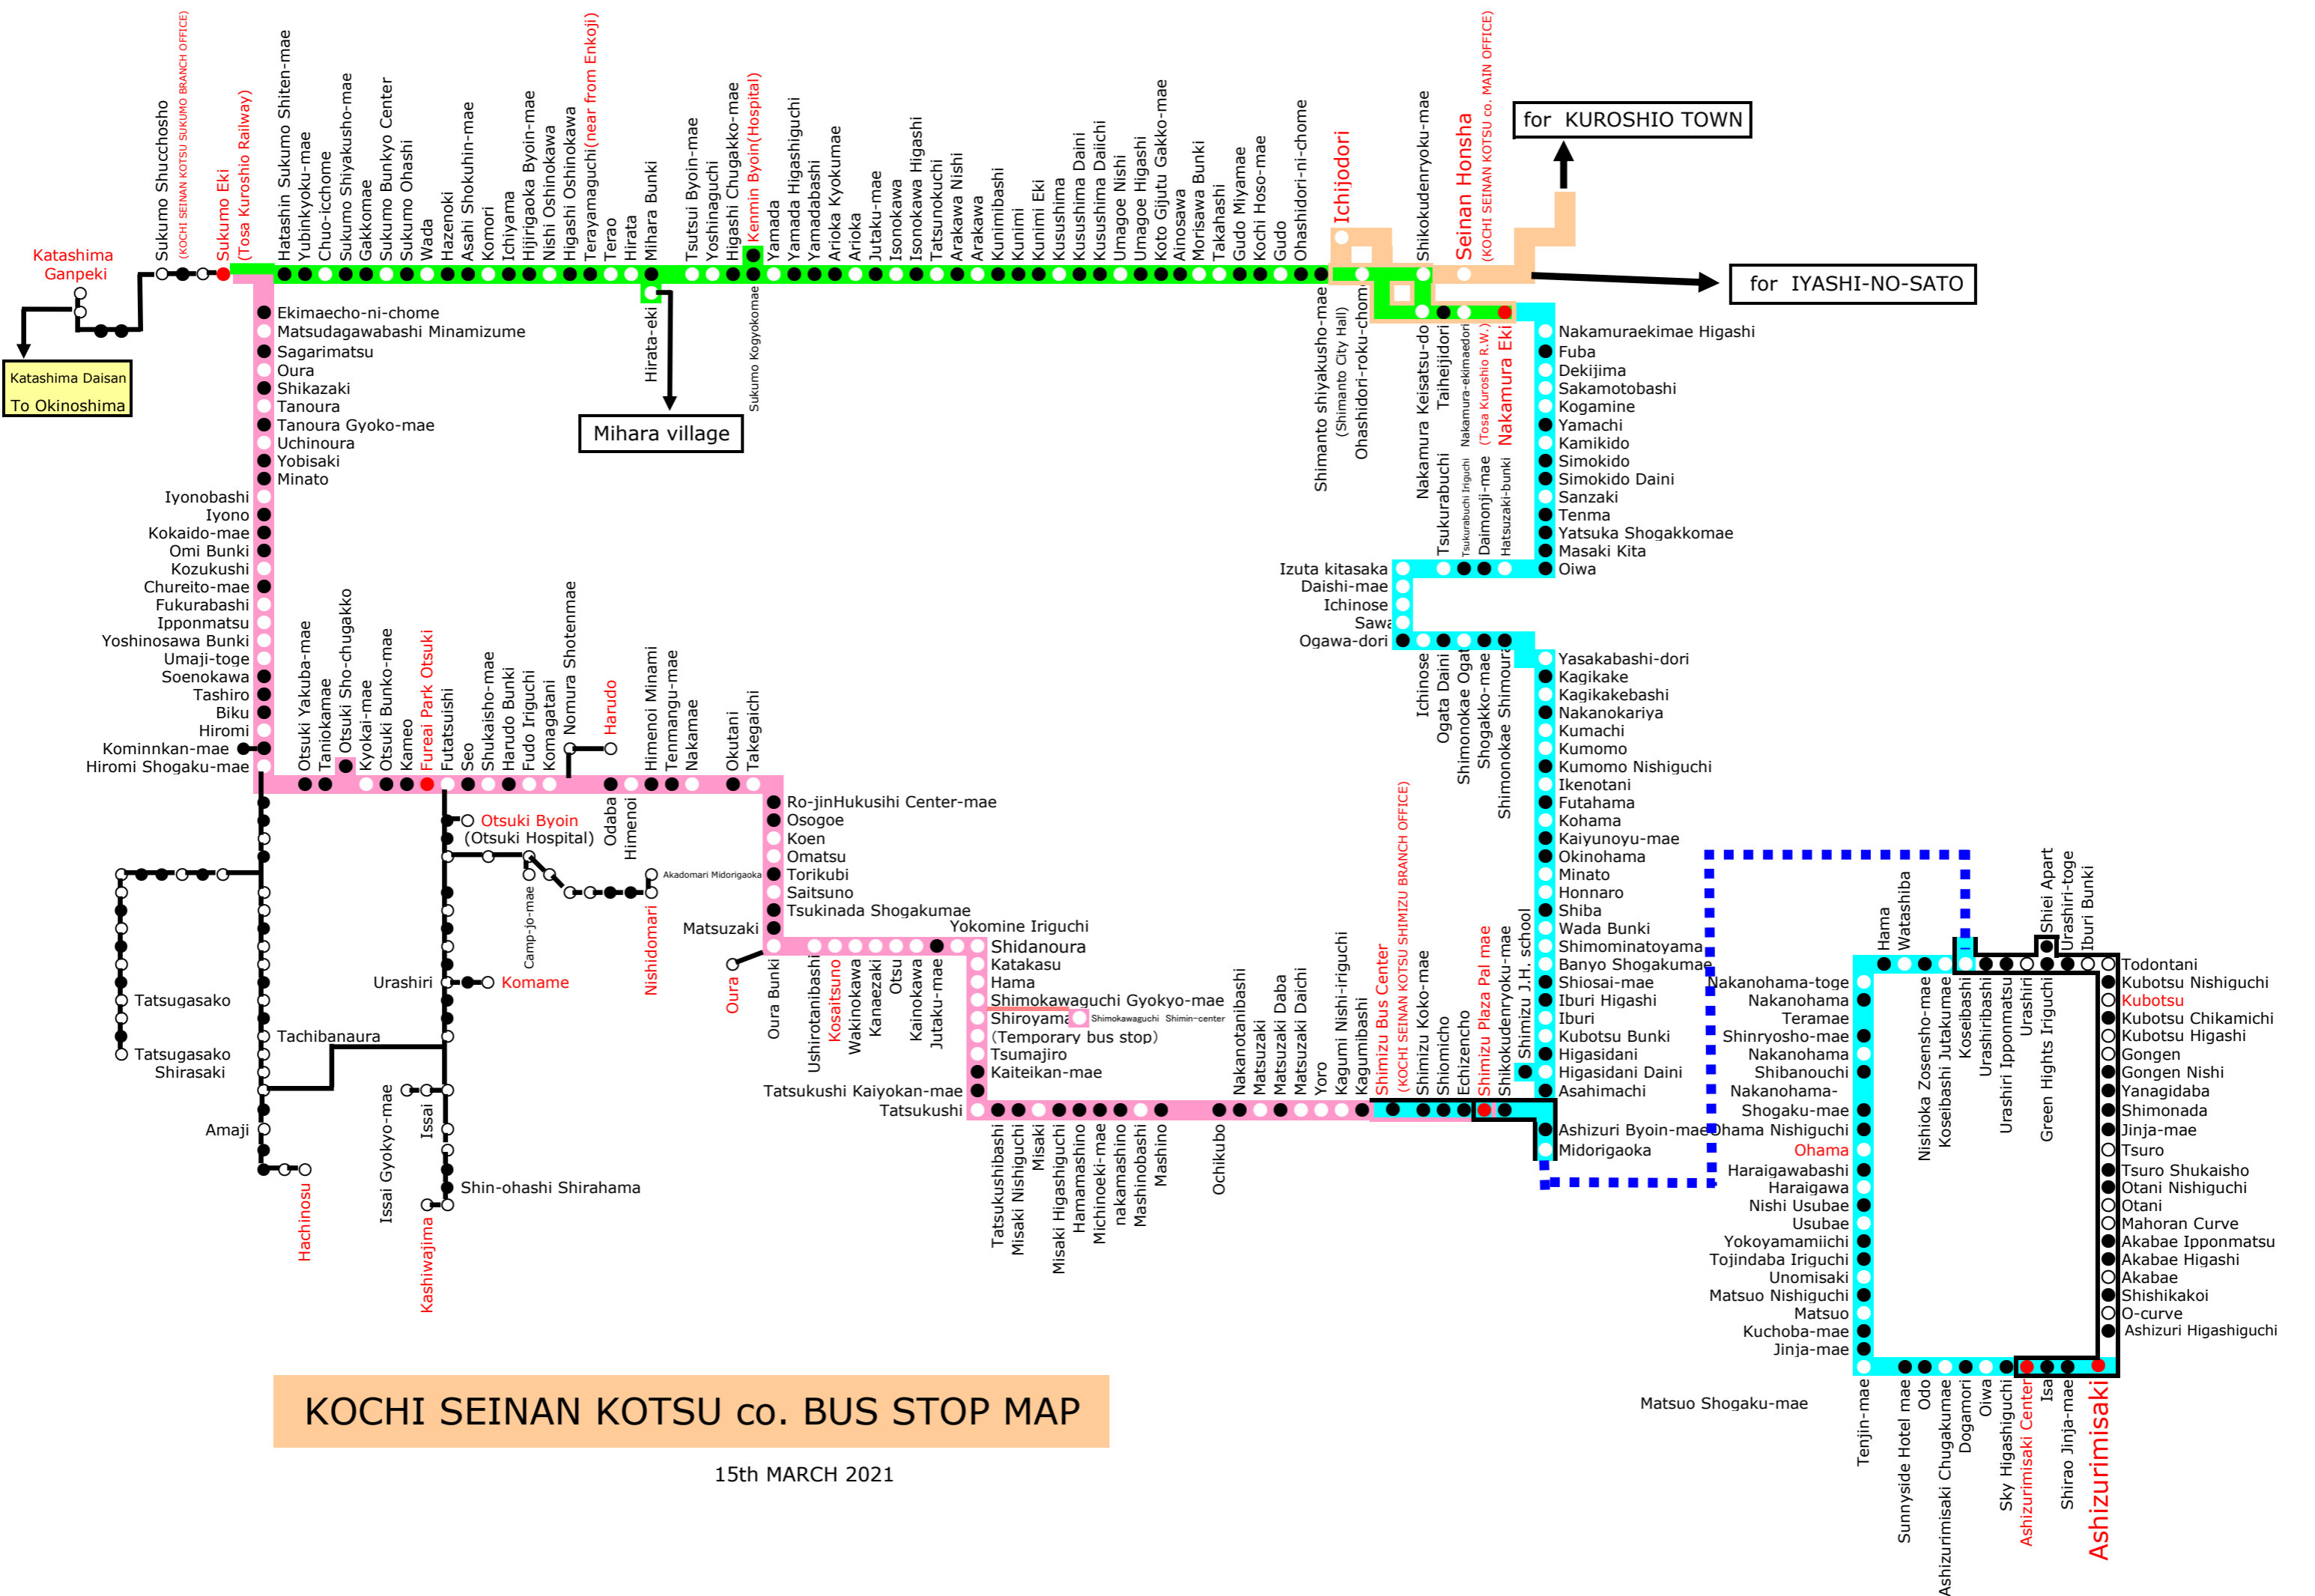 KOCHI SEINAN KOTSU co. BUS STOP MAP
15th MARCH 2021
Katashima
Ganpeki
Katashima Daisan
To Okinoshima
Sukumo Shucchosho
(KOCHI SEINAN KOTSU SUKUMO BRANCH OFFICE)
Sukumo Eki
(Tosa Kuroshio Railway)
Hatashin Sukumo Shiten-mae
Yubinkyoku-mae
Chuo-icchome
Sukumo Shiyakusho-mae
Gakkomae
Sukumo Bunkyo Center
Sukumo Ohashi
Wada
Hazenoki
Asahi Shokuhin-mae
Komori
Ichiyama
Hijirigaoka Byoin-mae
Nishi Oshinokawa
Higashi Oshinokawa
Terayamaguchi(near from Enkoji)
Terao
Hirata
Mihara Bunki
Hirata-eki
Mihara village
Tsutsui Byoin-mae
Yoshinaguchi
Higashi Chugakko-mae
Kenmin Byoin(Hospital)
Sukumo Kogyokomae
Yamada
Yamada Higashiguchi
Yamadabashi
Arioka Kyokumae
Arioka
Jutaku-mae
Isonokawa
Isonokawa Higashi
Tatsunokuchi
Arakawa Nishi
Arakawa
Kunimibashi
Kunimi
Kunimi Eki
Kusushima
Kusushima Daini
Kusushima Daiichi
Umagoe Nishi
Umagoe Higashi
Koto Gijutu Gakko-mae
Ainosawa
Morisawa Bunki
Takahashi
Gudo Miyamae
Kochi Hoso-mae
Gudo
Ohashidori-ni-chome
Shimanto shiyakusho-mae
(Shimanto City Hall)
Ichijodori
Ohashidori-roku-chome
Shikokudenryoku-mae
Nakamura Keisatsu-do
Taiheijidori
Nakamura-ekimaedori
Seinan Honsha
(KOCHI SEINAN KOTSU co. MAIN OFFICE)
(Tosa Kuroshio R.W.)
Nakamura Eki
for KUROSHIO TOWN
for IYASHI-NO-SATO
Nakamuraekimae Higashi
Fuba
Dekijima
Sakamotobashi
Kogamine
Yamachi
Kamikido
Simokido
Simokido Daini
Sanzaki
Tenma
Yatsuka Shogakkomae
Masaki Kita
Oiwa
Hatsuzaki-bunki
Daimonji-mae
Tsukurabuchi Iriguchi
Tsukurabuchi
Izuta kitasaka
Daishi-mae
Ichinose
Sawa
Ogawa-dori
Ichinose
Ogata Daini
Shimonokae Ogat
Shogakko-mae
Shimonokae Shimoura
Yasakabashi-dori
Kagikake
Kagikakebashi
Nakanokariya
Kumachi
Kumomo
Kumomo Nishiguchi
Ikenotani
Futahama
Kohama
Kaiyunoyu-mae
Okinohama
Minato
Honnaro
Shiba
Wada Bunki
Shimominatoyama
Banyo Shogakumae
Shiosai-mae
Iburi Higashi
Iburi
Kubotsu Bunki
Higasidani
Higasidani Daini
Asahimachi
Shimizu J.H. school
Ashizuri Byoin-mae
Midorigaoka
Ekimaecho-ni-chome
Matsudagawabashi Minamizume
Sagarimatsu
Oura
Shikazaki
Tanoura
Tanoura Gyoko-mae
Uchinoura
Yobisaki
Minato
Iyonobashi
Iyono
Kokaido-mae
Omi Bunki
Kozukushi
Chureito-mae
Fukurabashi
Ipponmatsu
Yoshinosawa Bunki
Umaji-toge
Soenokawa
Tashiro
Biku
Hiromi
Kominnkan-mae
Hiromi Shogaku-mae
Otsuki Yakuba-mae
Taniokamae
Otsuki Sho-chugakko
Kyokai-mae
Otsuki Bunko-mae
Kameo
Fureai Park Otsuki
Futatsuishi
Seo
Shukaisho-mae
Harudo Bunki
Fudo Iriguchi
Komagatani
Nomura Shotenmae
Harudo
Odaba
Himenoi
Himenoi Minami
Tenmangu-mae
Nakamae
Okutani
Takegaichi
Otsuki Byoin
(Otsuki Hospital)
Camp-jo-mae
Akadomari Midorigaoka
Nishidomari
Urashiri
Komame
Tatsugasako
Tatsugasako
Shirasaki
Tachibanaura
Amaji
Hachinosu
Issai Gyokyo-mae
Issai
Shin-ohashi Shirahama
Kashiwajima
Ro-jinHukusihi Center-mae
Osogoe
Koen
Omatsu
Torikubi
Saitsuno
Tsukinada Shogakumae
Matsuzaki
Oura
Oura Bunki
Ushirotanibashi
Kosaitsuno
Wakinokawa
Kanaezaki
Otsu
Kainokawa
Jutaku-mae
Yokomine Iriguchi
Shidanoura
Katakasu
Hama
Shimokawaguchi Gyokyo-mae
Shiroyama
Shimokawaguchi Shimin-center
(Temporary bus stop)
Tsumajiro
Kaiteikan-mae
Tatsukushi Kaiyokan-mae
Tatsukushi
Tatsukushibashi
Misaki Nishiguchi
Misaki
Misaki Higashiguchi
Hamamashino
Michinoeki-mae
nakamashino
Mashinobashi
Mashino
Ochikubo
Nakanotanibashi
Matsuzaki
Matsuzaki Daba
Matsuzaki Daichi
Yoro
Kagumi Nishi-iriguchi
Kagumibashi
Shimizu Bus Center
(KOCHI SEINAN KOTSU SHIMIZU BRANCH OFFICE)
Shimizu Koko-mae
Shiomicho
Echizencho
Shimizu Plaza Pal mae
Shikokudenryoku-mae
Hama
Watashiba
Nishioka Zosensho-mae
Koseibashi Jutakumae
Koseibashi
Urashiribashi
Urashiri Ipponmatsu
Urashiri
Green Hights Iriguchi
Shiei Apart
Urashiri-toge
Iburi Bunki
Todontani
Kubotsu Nishiguchi
Kubotsu
Kubotsu Chikamichi
Kubotsu Higashi
Gongen
Gongen Nishi
Yanagidaba
Shimonada
Jinja-mae
Tsuro
Tsuro Shukaisho
Otani Nishiguchi
Otani
Mahoran Curve
Akabae Ipponmatsu
Akabae Higashi
Akabae
Shishikakoi
O-curve
Ashizuri Higashiguchi
Nakanohama-toge
Nakanohama
Teramae
Shinryosho-mae
Nakanohama
Shibanouchi
Nakanohama-
Shogaku-mae
Ohama Nishiguchi
Ohama
Haraigawabashi
Haraigawa
Nishi Usubae
Usubae
Yokoyamamiichi
Tojindaba Iriguchi
Unomisaki
Matsuo Nishiguchi
Matsuo
Kuchoba-mae
Jinja-mae
Matsuo Shogaku-mae
Tenjin-mae
Sunnyside Hotel mae
Odo
Ashizurimisaki Chugakumae
Dogamori
Oiwa
Sky Higashiguchi
Ashizurimisaki Center
Isa
Shirao Jinja-mae
Ashizurimisaki